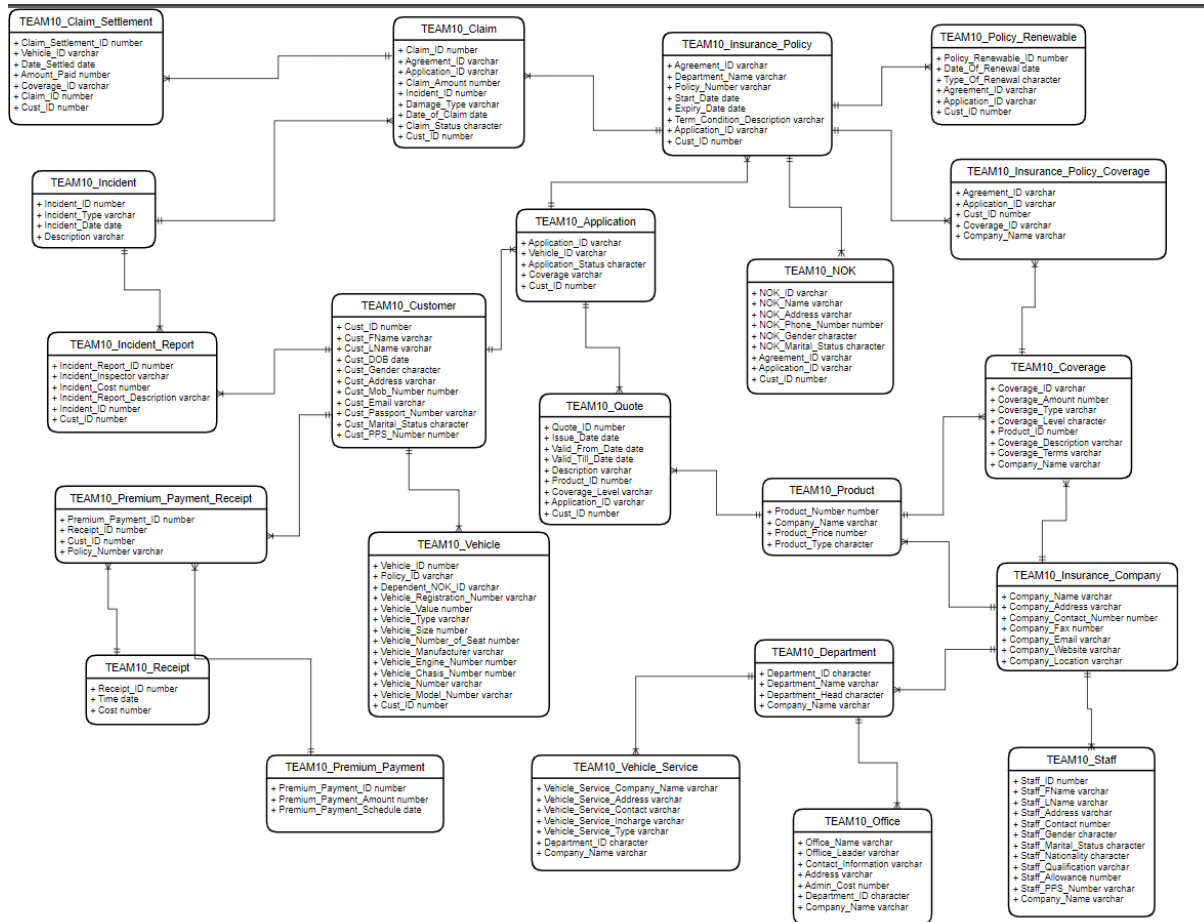 TEAM10_Claim_Settlement
+ Claim_Settlement_ID number
+ Vehicle_ID varchar
+ Date_Settled date
+ Amount_Paid number
+ Coverage_ID varchar
+ Claim_ID number
+ Cust_ID number
TEAM10_Claim
+ Claim_ID number
+ Agreement_ID varchar
+ Application_ID varchar
+ Claim_Amount number
+ Incident_ID number
+ Damage_Type varchar
+ Date_of_Claim date
+ Claim_Status character
+ Cust_ID number
TEAM10_Insurance_Policy
+ Agreement_ID varchar
+ Department_Name varchar
+ Policy_Number varchar
+ Start_Date date
+ Expiry_Date date
+ Term_Condition_Description varchar
+ Application_ID varchar
+ Cust_ID number
TEAM10_Policy_Renewable
+ Policy_Renewable_ID number
+ Date_Of_Renewal date
+ Type_Of_Renewal character
+ Agreement_ID varchar
+ Application_ID varchar
+ Cust_ID number
TEAM10_Incident
+ Incident_ID number
+ Incident_Type varchar
+ Incident_Date date
+ Description varchar
TEAM10_Application
+ Application_ID varchar
+ Vehicle_ID varchar
+ Application_Status character
+ Coverage varchar
+ Cust_ID number
TEAM10_Insurance_Policy_Coverage
+ Agreement_ID varchar
+ Application_ID varchar
+ Cust_ID number
+ Coverage_ID varchar
+ Company_Name varchar
TEAM10_NOK
+ NOK_ID varchar
+ NOK_Name varchar
+ NOK_Address varchar
+ NOK_Phone_Number number
+ NOK_Gender character
+ NOK_Marital_Status character
+ Agreement_ID varchar
+ Application_ID varchar
+ Cust_ID number
TEAM10_Customer
+ Cust_ID number
+ Cust_FName varchar
+ Cust_LName varchar
+ Cust_DOB date
+ Cust_Gender character
+ Cust_Address varchar
+ Cust_Mob_Number number
+ Cust_Email varchar
+ Cust_Passport_Number varchar
+ Cust_Marital_Status character
+ Cust_PPS_Number number
TEAM10_Incident_Report
+ Incident_Report_ID number
+ Incident_Inspector varchar
+ Incident_Cost number
+ Incident_Report_Description varchar
+ Incident_ID number
+ Cust_ID number
TEAM10_Coverage
+ Coverage_ID varchar
+ Coverage_Amount number
+ Coverage_Type varchar
+ Coverage_Level character
+ Product_ID number
+ Coverage_Description varchar
+ Coverage_Terms varchar
+ Company_Name varchar
TEAM10_Quote
+ Quote_ID number
+ Issue_Date date
+ Valid_From_Date date
+ Valid_Till_Date date
+ Description varchar
+ Product_ID number
+ Coverage_Level varchar
+ Application_ID varchar
+ Cust_ID number
TEAM10_Premium_Payment_Receipt
+ Premium_Payment_ID number
+ Receipt_ID number
+ Cust_ID number
+ Policy_Number varchar
TEAM10_Product
+ Product_Number number
+ Company_Name varchar
+ Product_Price number
+ Product_Type character
TEAM10_Vehicle
+ Vehicle_ID number
+ Policy_ID varchar
+ Dependent_NOK_ID varchar
+ Vehicle_Registration_Number varchar
+ Vehicle_Value number
+ Vehicle_Type varchar
+ Vehicle_Size number
+ Vehicle_Number_of_Seat number
+ Vehicle_Manufacturer varchar
+ Vehicle_Engine_Number number
+ Vehicle_Chasis_Number number
+ Vehicle_Number varchar
+ Vehicle_Model_Number varchar
+ Cust_ID number
TEAM10_Insurance_Company
+ Company_Name varchar
+ Company_Address varchar
+ Company_Contact_Number number
+ Company_Fax number
+ Company_Email varchar
+ Company_Website varchar
+ Company_Location varchar
TEAM10_Receipt
+ Receipt_ID number
+ Time date
+ Cost number
TEAM10_Department
+ Department_ID character
+ Department_Name varchar
+ Department_Head character
+ Company_Name varchar
TEAM10_Premium_Payment
+ Premium_Payment_ID number
+ Premium_Payment_Amount number
+ Premium_Payment_Schedule date
TEAM10_Vehicle_Service
+ Vehicle_Service_Company_Name varchar
+ Vehicle_Service_Address varchar
+ Vehicle_Service_Contact varchar
+ Vehicle_Service_Incharge varchar
+ Vehicle_Service_Type varchar
+ Department_ID character
+ Company_Name varchar
TEAM10_Office
+ Office_Name varchar
+ Offlice_Leader varchar
+ Contact_Information varchar
+ Address varchar
+ Admin_Cost number
+ Department_ID character
+ Company_Name varchar
TEAM10_Staff
+ Staff_ID number
+ Staff_FName varchar
+ Staff_LName varchar
+ Staff_Address varchar
+ Staff_Contact number
+ Staff_Gender character
+ Staff_Marital_Status character
+ Staff_Nationality character
+ Staff_Qualification varchar
+ Staff_Allowance number
+ Staff_PPS_Number varchar
+ Company_Name varchar